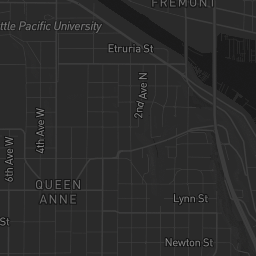 FREMONT
ttle Pacific University
Etruria St
2nd Ave N
4th Ave W
6th Ave W
QUEEN
ANNE
Lynn St
St
Newton St